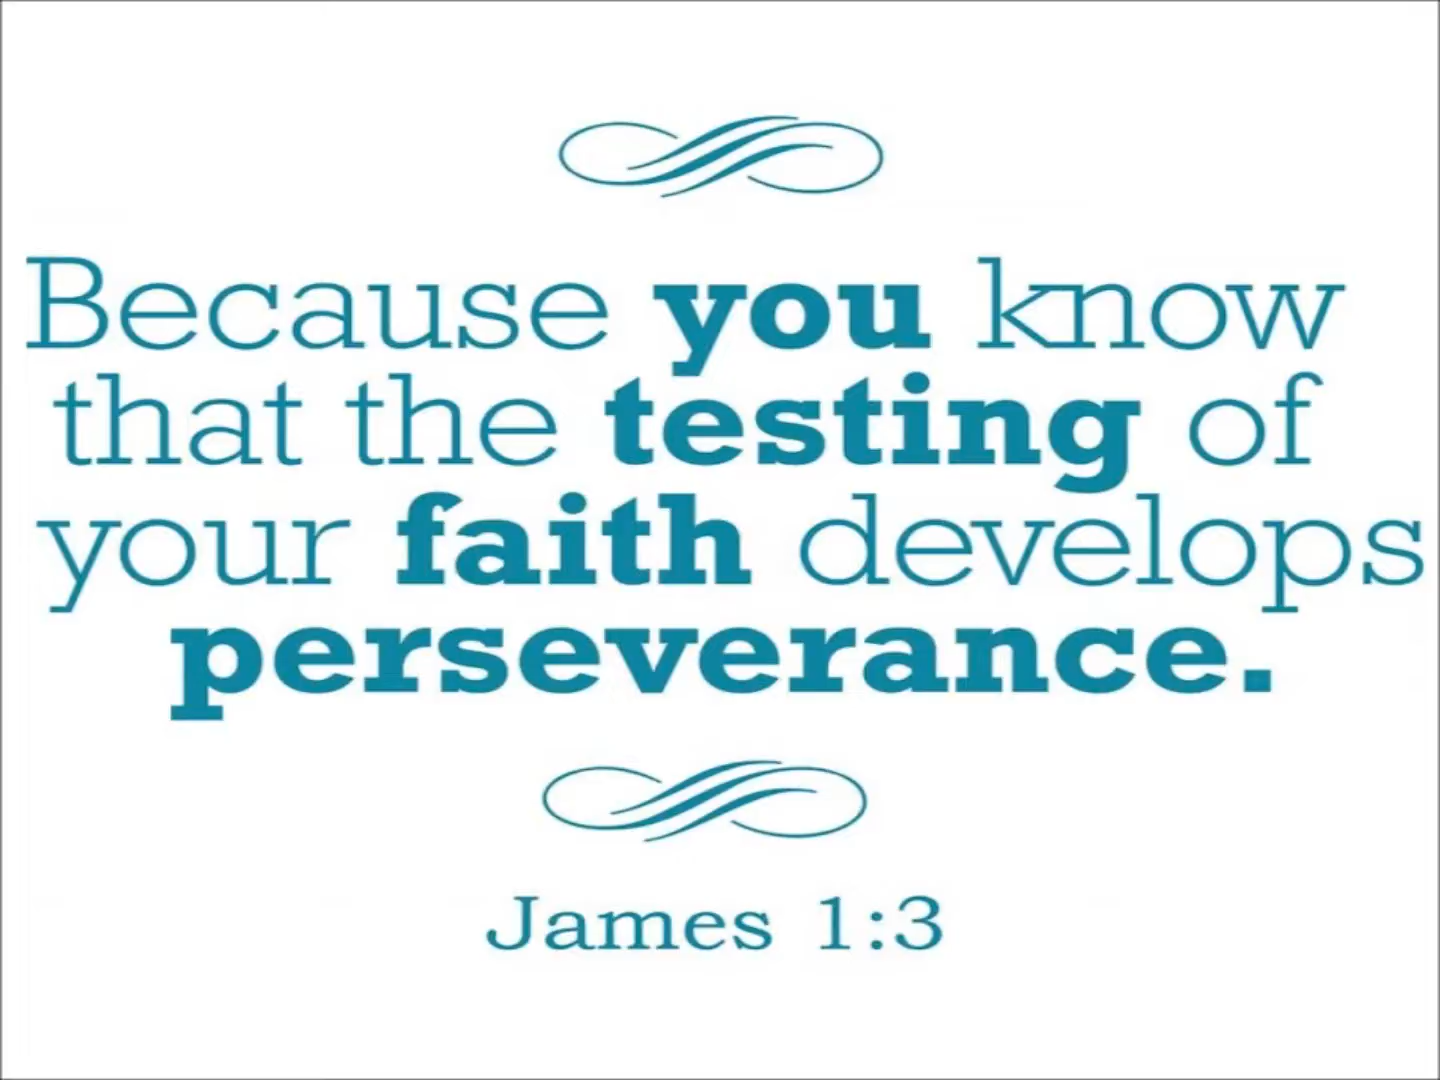 Because you know
that the testing of
your faith develops
perseverance.
James 1:3